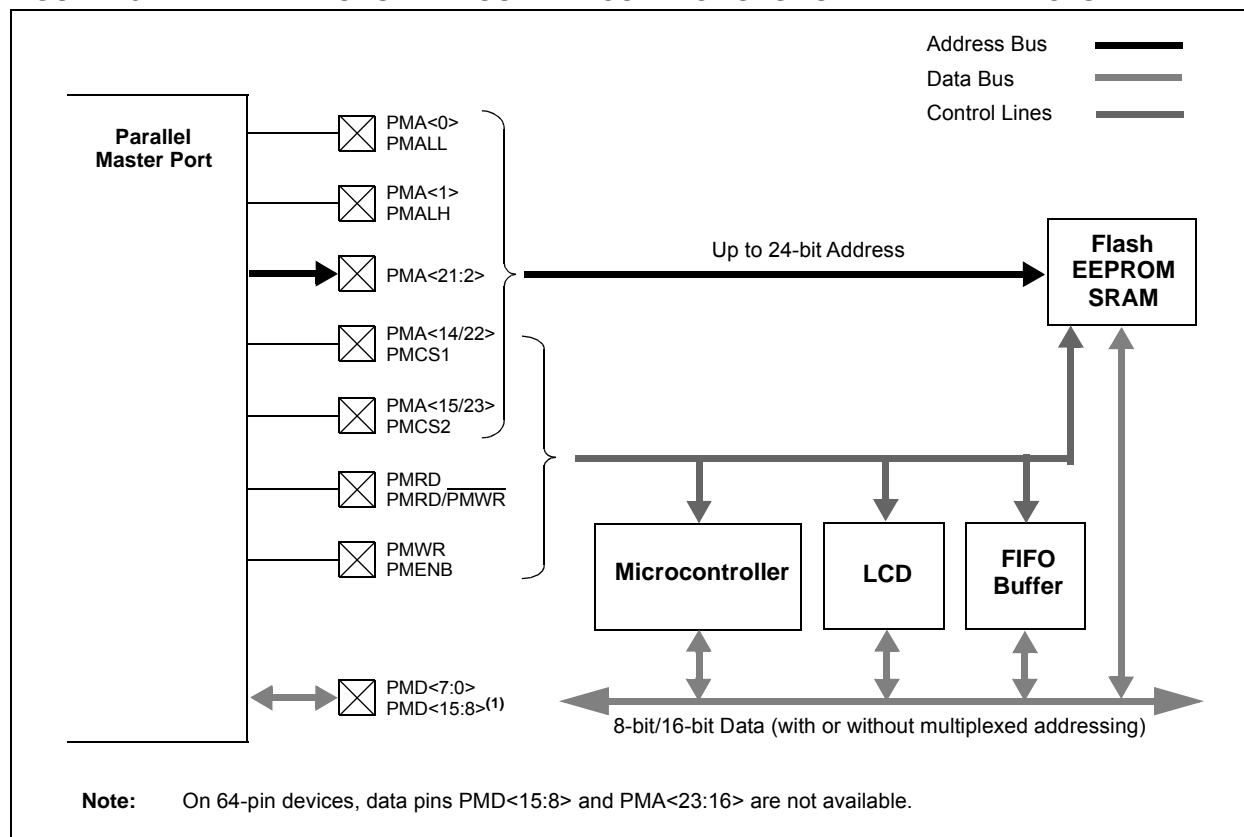 Address Bus
Data Bus
Control Lines
Parallel
Master Port
PMA<0>
PMALL
PMA<1>
PMALH
PMA<21:2>
PMA<14/22>
PMCS1
PMA<15/23>
PMCS2
PMRD
PMRD/PMWR
PMWR
PMENB
PMD<7:0>
PMD<15:8>(1)
Up to 24-bit Address
Flash
EEPROM
SRAM
Microcontroller
LCD
FIFO
Buffer
8-bit/16-bit Data (with or without multiplexed addressing)
Note: On 64-pin devices, data pins PMD<15:8> and PMA<23:16> are not available.